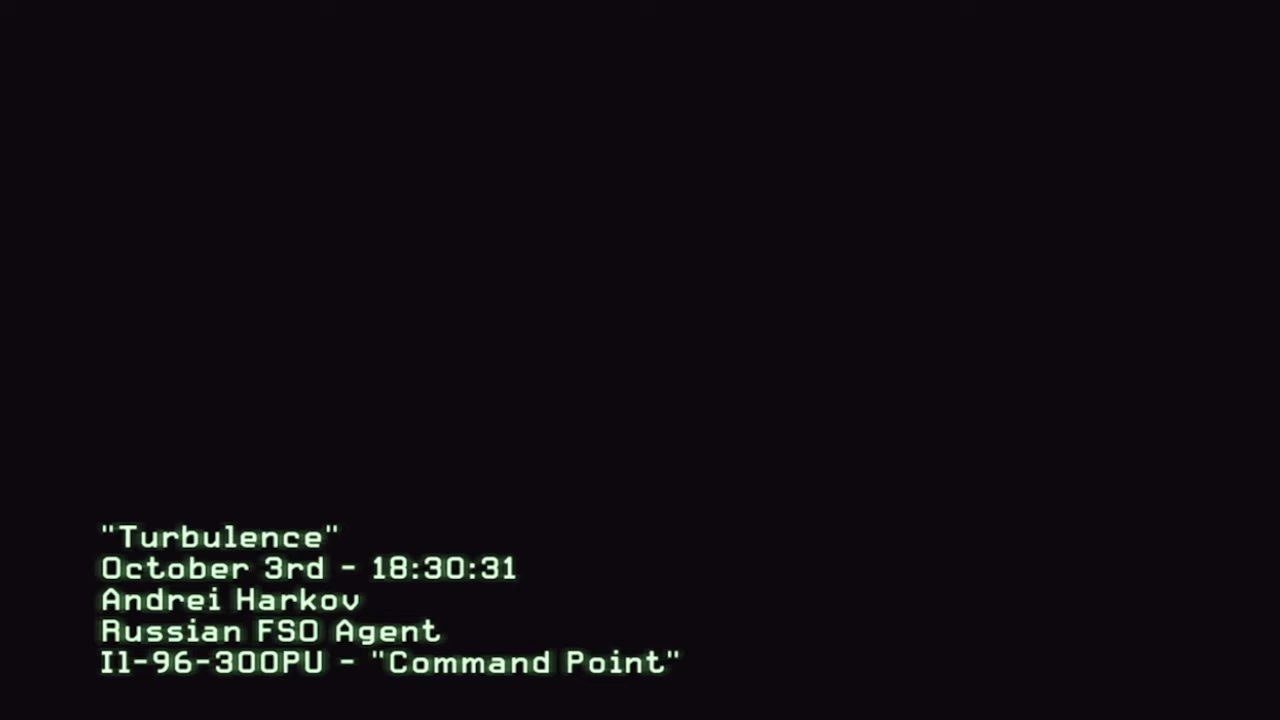 "Turbulence"
October 3rd - 18:30:31
Andrei Harkov
Russian FSO Agent
Il-96-300PU - "Command Point"